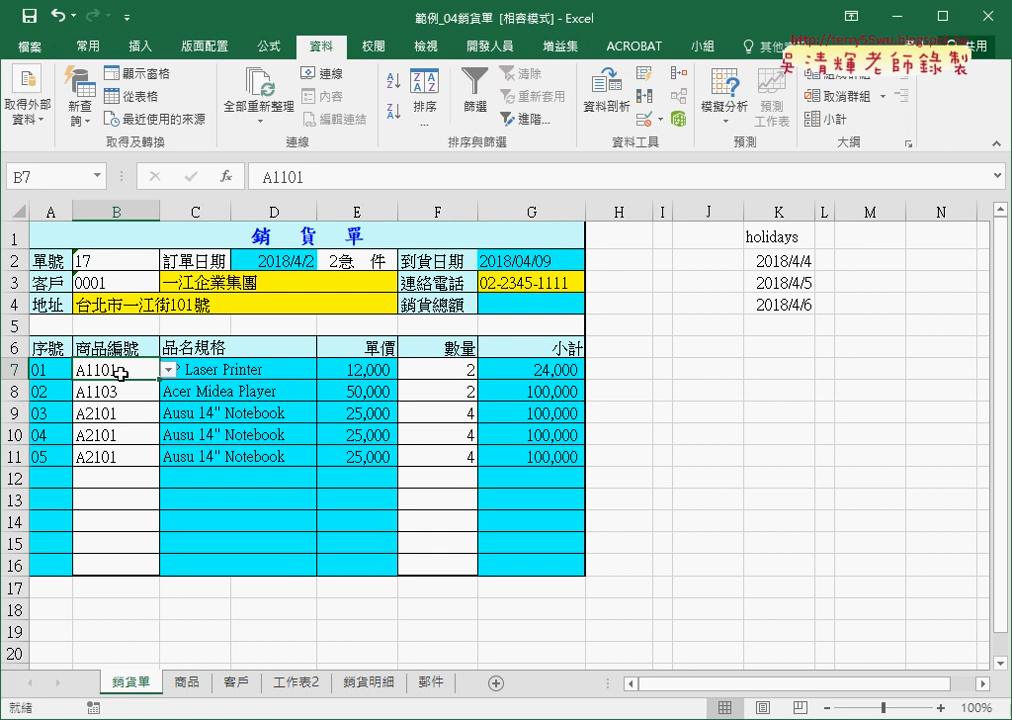 範例_04銷貨單 [相容模式] - Excel
檔案 常用 插入 版面配置 公式 資料 校閱 檢視 開發人員 增益集 ACROBAT 小組 其他 共用
http://terry55wu.blogspot.tw
吳清輝老師錄製
取得外部資料 新查詢 顯示窗格 從表格 最近使用的來源 全部重新整理 連線 內容 編輯連結 排序... 篩選 清除 重新套用 進階... 資料剖析 模擬分析 預測工作表 組成群組 取消群組 小計
取得及轉換 連線 排序與篩選 資料工具 預測 大綱
B7 fx A1101
A B C D E F G H I J K L M N
1 銷 貨 單 holidays
2 單號 17 訂單日期 2018/4/2 2急 件 到貨日期 2018/04/09 2018/4/4
3 客戶 0001 一江企業集團 連絡電話 02-2345-1111 2018/4/5
4 地址 台北市一江街101號 銷貨總額 2018/4/6
5
6 序號 商品編號 品名規格 單價 數量 小計
7 01 A1101 Laser Printer 12,000 2 24,000
8 02 A1103 Acer Midea Player 50,000 2 100,000
9 03 A2101 Ausu 14" Notebook 25,000 4 100,000
10 04 A2101 Ausu 14" Notebook 25,000 4 100,000
11 05 A2101 Ausu 14" Notebook 25,000 4 100,000
12
13
14
15
16
17
18
19
20
銷貨單 商品 客戶 工作表2 銷貨明細 郵件
就緒 100%